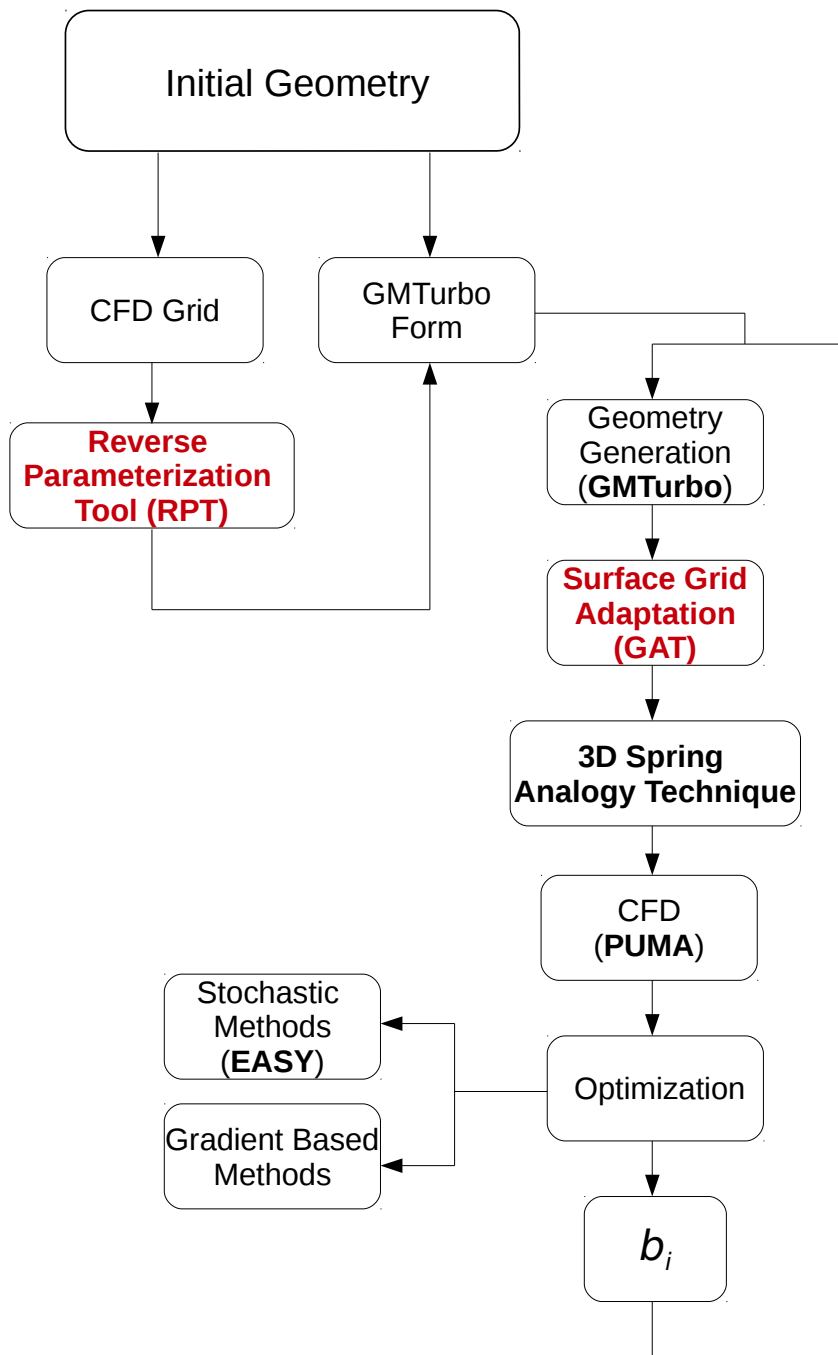 Initial Geometry
CFD Grid
GMTurbo
Form
Reverse
Parameterization
Tool (RPT)
Geometry
Generation
(GMTurbo)
Surface Grid
Adaptation
(GAT)
3D Spring
Analogy Technique
CFD
(PUMA)
Stochastic
Methods
(EASY)
Optimization
Gradient Based
Methods
b_i